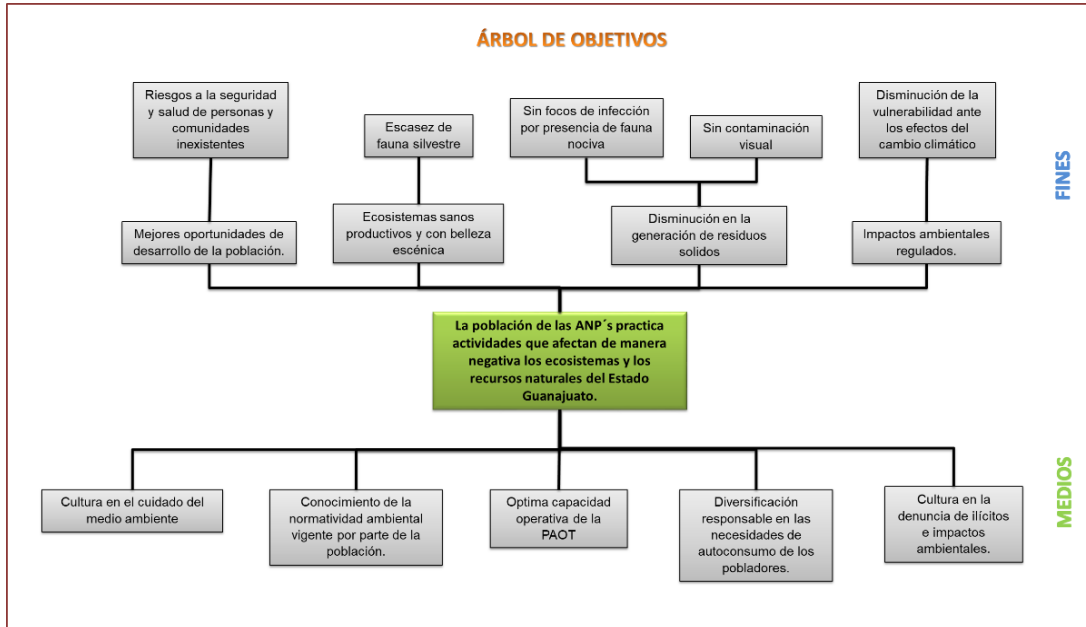 ÁRBOL DE OBJETIVOS
Riesgos a la seguridad
y salud de personas y
comunidades
inexistentes
Escasez de
fauna silvestre
Sin focos de infección
por presencia de fauna
nociva
Sin contaminación
visual
Disminución de la
vulnerabilidad ante
los efectos del
cambio climático
FINES
Mejores oportunidades de
desarrollo de la población.
Ecosistemas sanos
productivos y con belleza
escénica
Disminución en la
generación de residuos
solidos
Impactos ambientales
regulados.
La población de las ANP´s practica
actividades que afectan de manera
negativa los ecosistemas y los
recursos naturales del Estado
Guanajuato.
MEDIOS
Cultura en el cuidado del
medio ambiente
Conocimiento de la
normatividad ambiental
vigente por parte de la
población.
Optima capacidad
operativa de la
PAOT
Diversificación
responsable en las
necesidades de
autoconsumo de los
pobladores.
Cultura en la
denuncia de ilícitos
e impactos
ambientales.